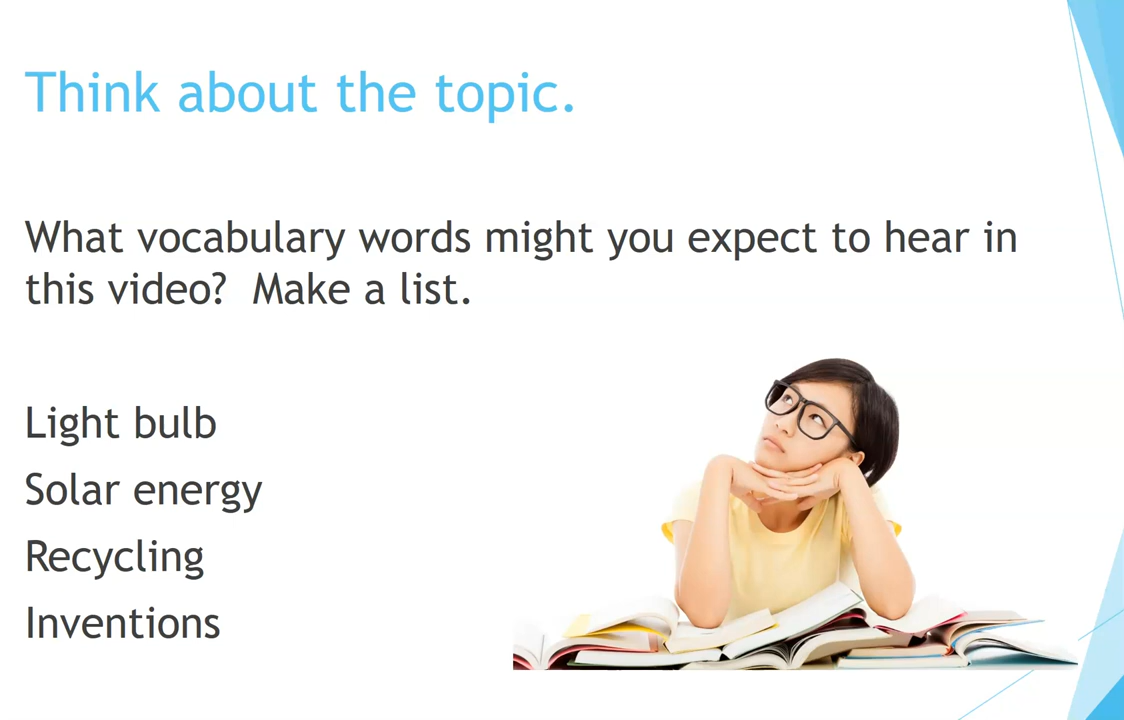 Think about the topic.
What vocabulary words might you expect to hear in
this video?  Make a list.
Light bulb
Solar energy
Recycling
Inventions